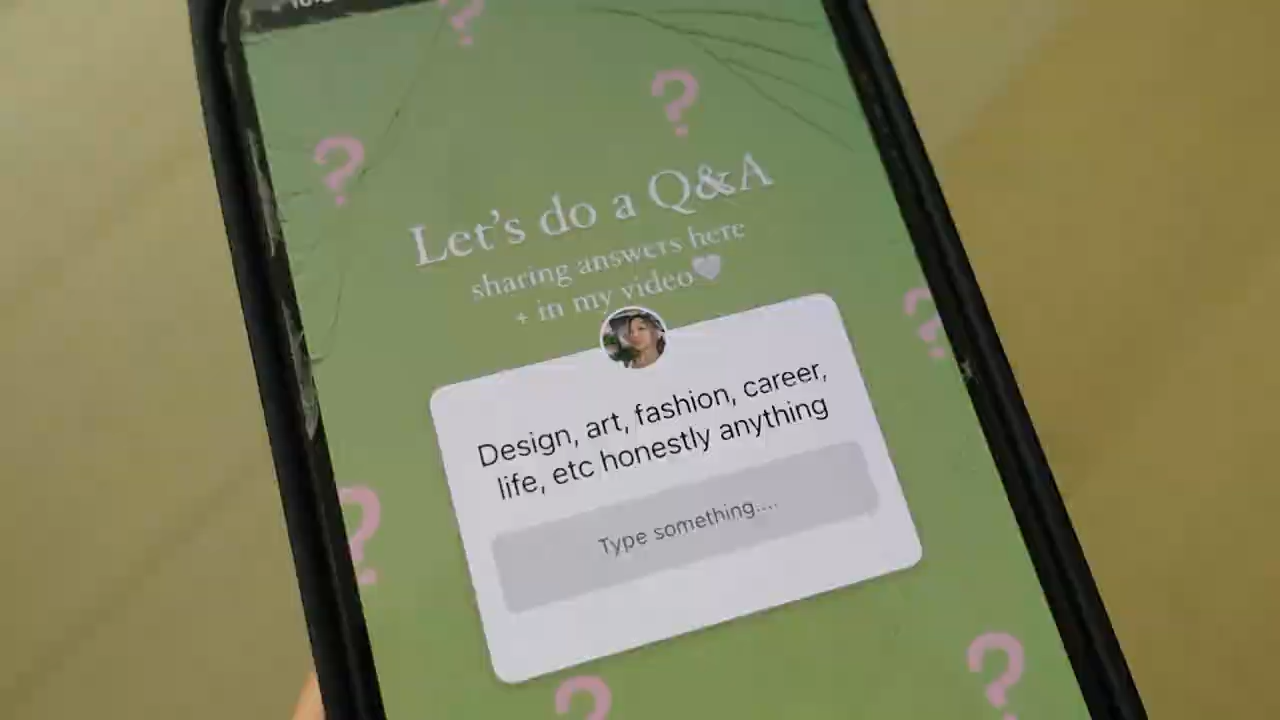 ?
?
?
Let's do a Q&A
sharing answers here
+ in my video🤍
?
Design, art, fashion, career,
life, etc honestly anything
Type something....
?
?
?